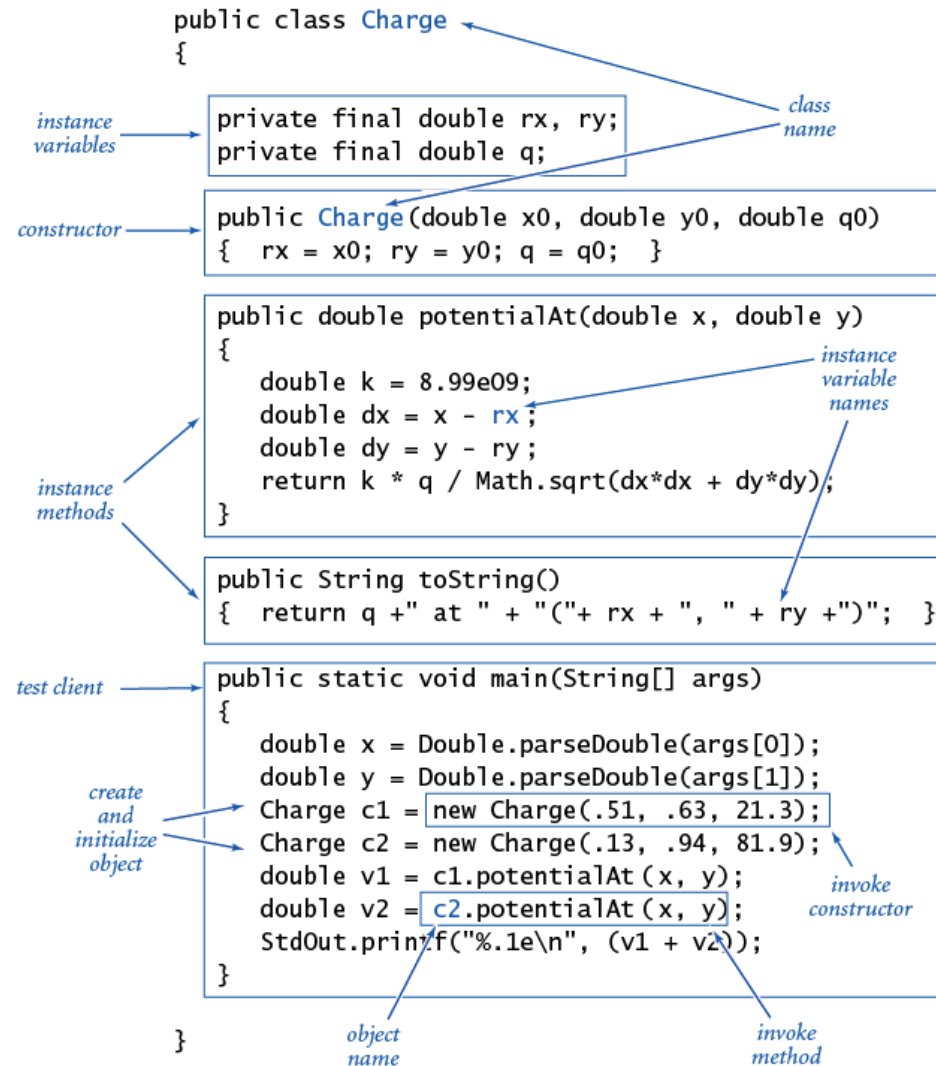 public class Charge
{
class
name
instance
variables
private final double rx, ry;
private final double q;
constructor
public Charge(double x0, double y0, double q0)
{  rx = x0; ry = y0; q = q0;  }
public double potentialAt(double x, double y)
{
instance
variable
names
   double k = 8.99e09;
   double dx = x - rx;
   double dy = y - ry;
   return k * q / Math.sqrt(dx*dx + dy*dy);
}
instance
methods
public String toString()
{  return q +" at " + "("+ rx + ", " + ry +")";  }
test client
public static void main(String[] args)
{
   double x = Double.parseDouble(args[0]);
   double y = Double.parseDouble(args[1]);
create
and
initialize
object
   Charge c1 = new Charge(.51, .63, 21.3);
   Charge c2 = new Charge(.13, .94, 81.9);
   double v1 = c1.potentialAt(x, y);
   double v2 = c2.potentialAt(x, y);
   StdOut.printf("%.1e\n", (v1 + v2));
invoke
constructor
}
object
name
invoke
method
}